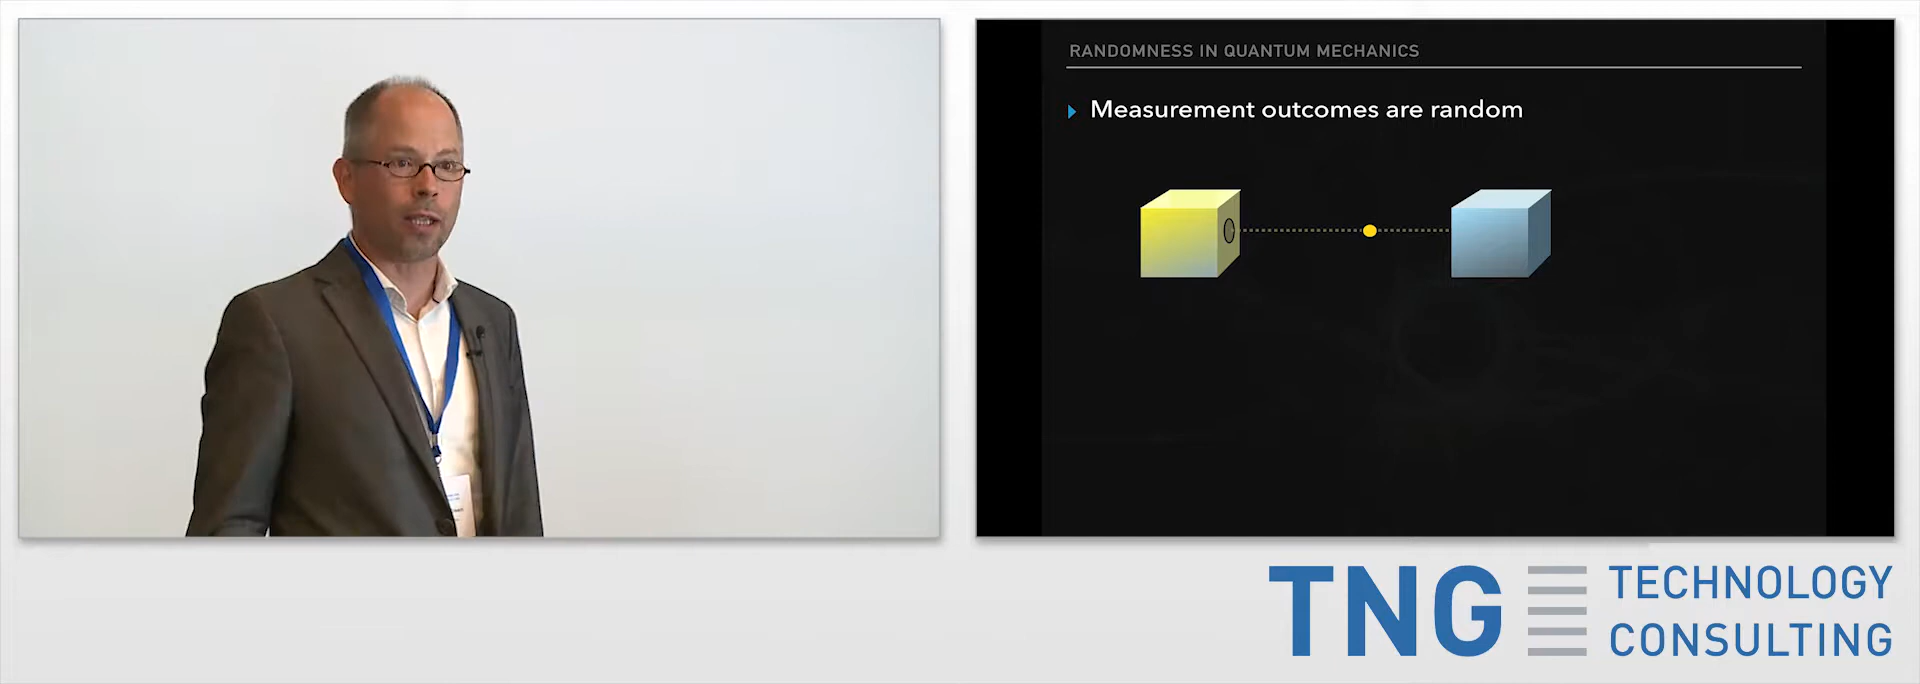 RANDOMNESS IN QUANTUM MECHANICS
Measurement outcomes are random
TNG TECHNOLOGY
CONSULTING